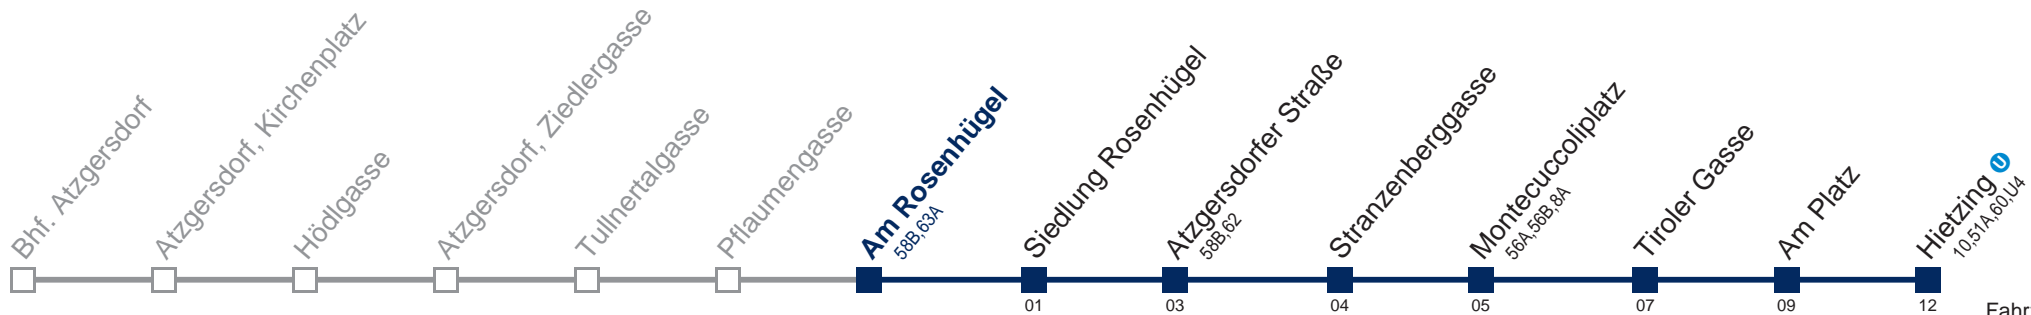 Bhf. Atzgersdorf
Atzgersdorf, Kirchenplatz
Hödlgasse
Atzgersdorf, Ziedlergasse
Tullnertalgasse
Pflaumengasse
Am Rosenhügel
58B,63A
Siedlung Rosenhügel
Atzgersdorfer Straße
58B,62
Stranzenberggasse
Montecuccoliplatz
56A,56B,8A
Tiroler Gasse
Am Platz
Hietzing U
10,51A,60,U4
01
03
04
05
07
09
12
Fahr